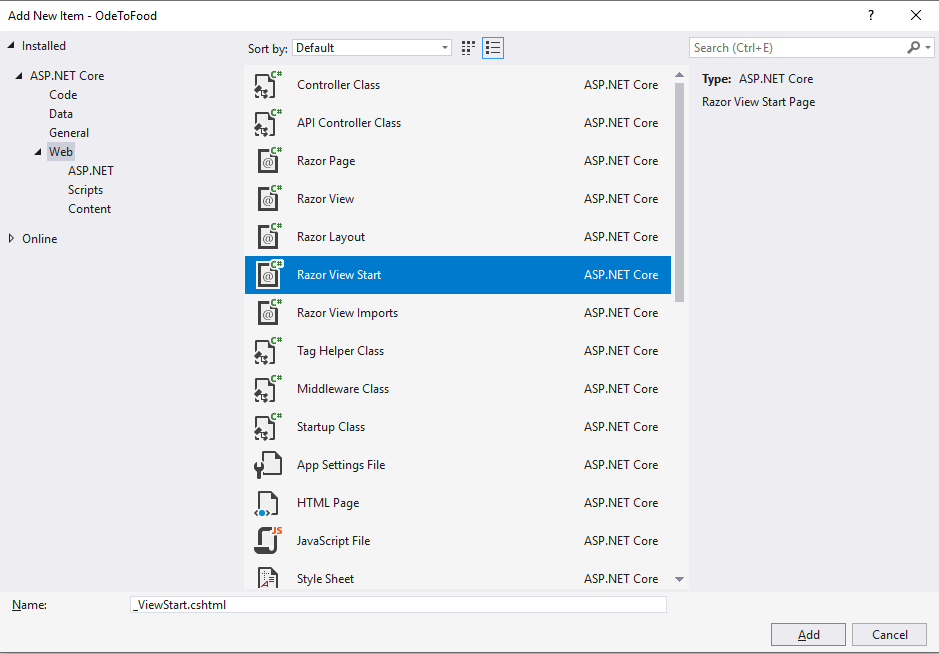 Add New Item - OdeToFood
?
Installed
ASP.NET Core
Code
Data
General
Web
ASP.NET
Scripts
Content
Online
Sort by: Default
C# Controller Class ASP.NET Core
C# API Controller Class ASP.NET Core
C# @ Razor Page ASP.NET Core
C# @ Razor View ASP.NET Core
C# @ Razor Layout ASP.NET Core
C# @ Razor View Start ASP.NET Core
C# @ Razor View Imports ASP.NET Core
C# Tag Helper Class ASP.NET Core
C# Middleware Class ASP.NET Core
C# Startup Class ASP.NET Core
App Settings File ASP.NET Core
HTML Page ASP.NET Core
JS JavaScript File ASP.NET Core
A Style Sheet ASP.NET Core
Search (Ctrl+E)
Type: ASP.NET Core
Razor View Start Page
Name: _ViewStart.cshtml
Add Cancel